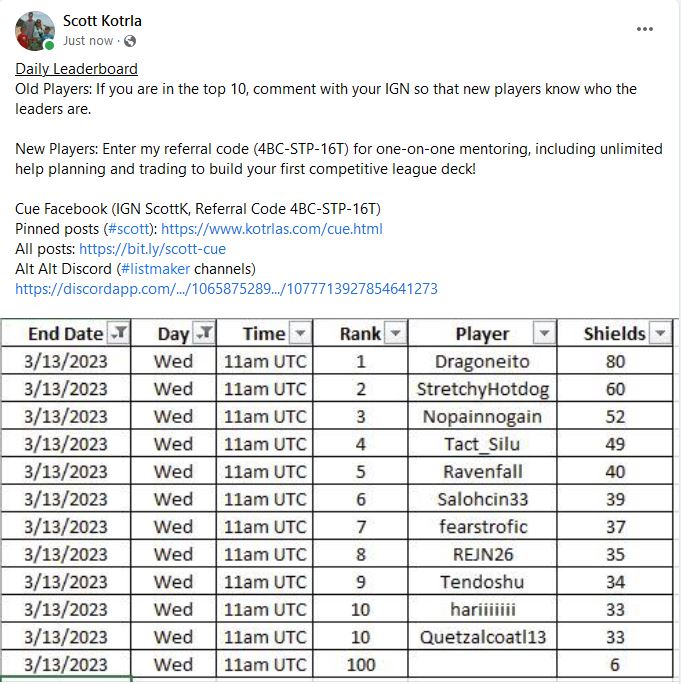 Scott Kotrla
Just now ·
Daily Leaderboard
Old Players: If you are in the top 10, comment with your IGN so that new players know who the
leaders are.
New Players: Enter my referral code (4BC-STP-16T) for one-on-one mentoring, including unlimited
help planning and trading to build your first competitive league deck!
Cue Facebook (IGN ScottK, Referral Code 4BC-STP-16T)
Pinned posts (#scott): https://www.kotrlas.com/cue.html
All posts: https://bit.ly/scott-cue
Alt Alt Discord (#listmaker channels)
https://discordapp.com/.../1065875289.../1077713927854641273
End Date Day Time Rank Player Shields
3/13/2023 Wed 11am UTC 1 Dragoneito 80
3/13/2023 Wed 11am UTC 2 StretchyHotdog 60
3/13/2023 Wed 11am UTC 3 Nopainnogain 52
3/13/2023 Wed 11am UTC 4 Tact_Silu 49
3/13/2023 Wed 11am UTC 5 Ravenfall 40
3/13/2023 Wed 11am UTC 6 Salohcin33 39
3/13/2023 Wed 11am UTC 7 fearstrofic 37
3/13/2023 Wed 11am UTC 8 REJN26 35
3/13/2023 Wed 11am UTC 9 Tendoshu 34
3/13/2023 Wed 11am UTC 10 hariiiiiii 33
3/13/2023 Wed 11am UTC 10 Quetzalcoatl13 33
3/13/2023 Wed 11am UTC 100 6